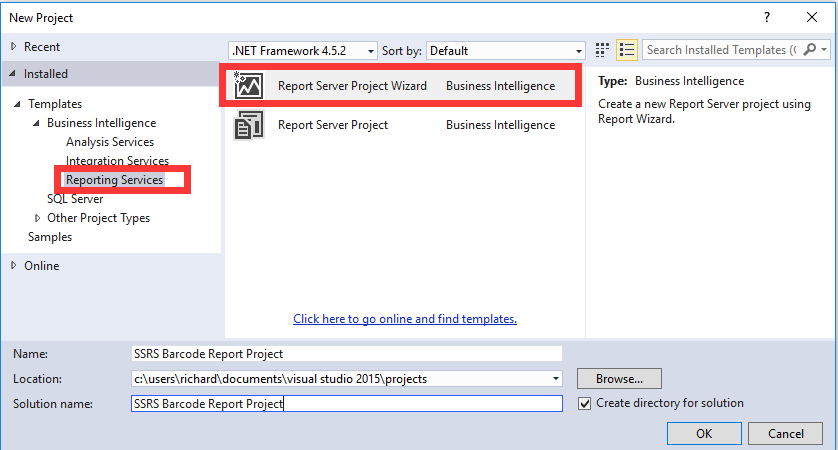 New Project
?
Recent
.NET Framework 4.5.2 Sort by: Default Search Installed Templates (C
Installed
Report Server Project Wizard Business Intelligence
Report Server Project Business Intelligence
Type: Business Intelligence
Create a new Report Server project using
Report Wizard.
Templates
Business Intelligence
Analysis Services
Integration Services
Reporting Services
SQL Server
Other Project Types
Samples
Online
Click here to go online and find templates.
Name: SSRS Barcode Report Project
Location: c:\users\richard\documents\visual studio 2015\projects Browse...
Solution name: SSRS Barcode Report Project Create directory for solution
OK Cancel